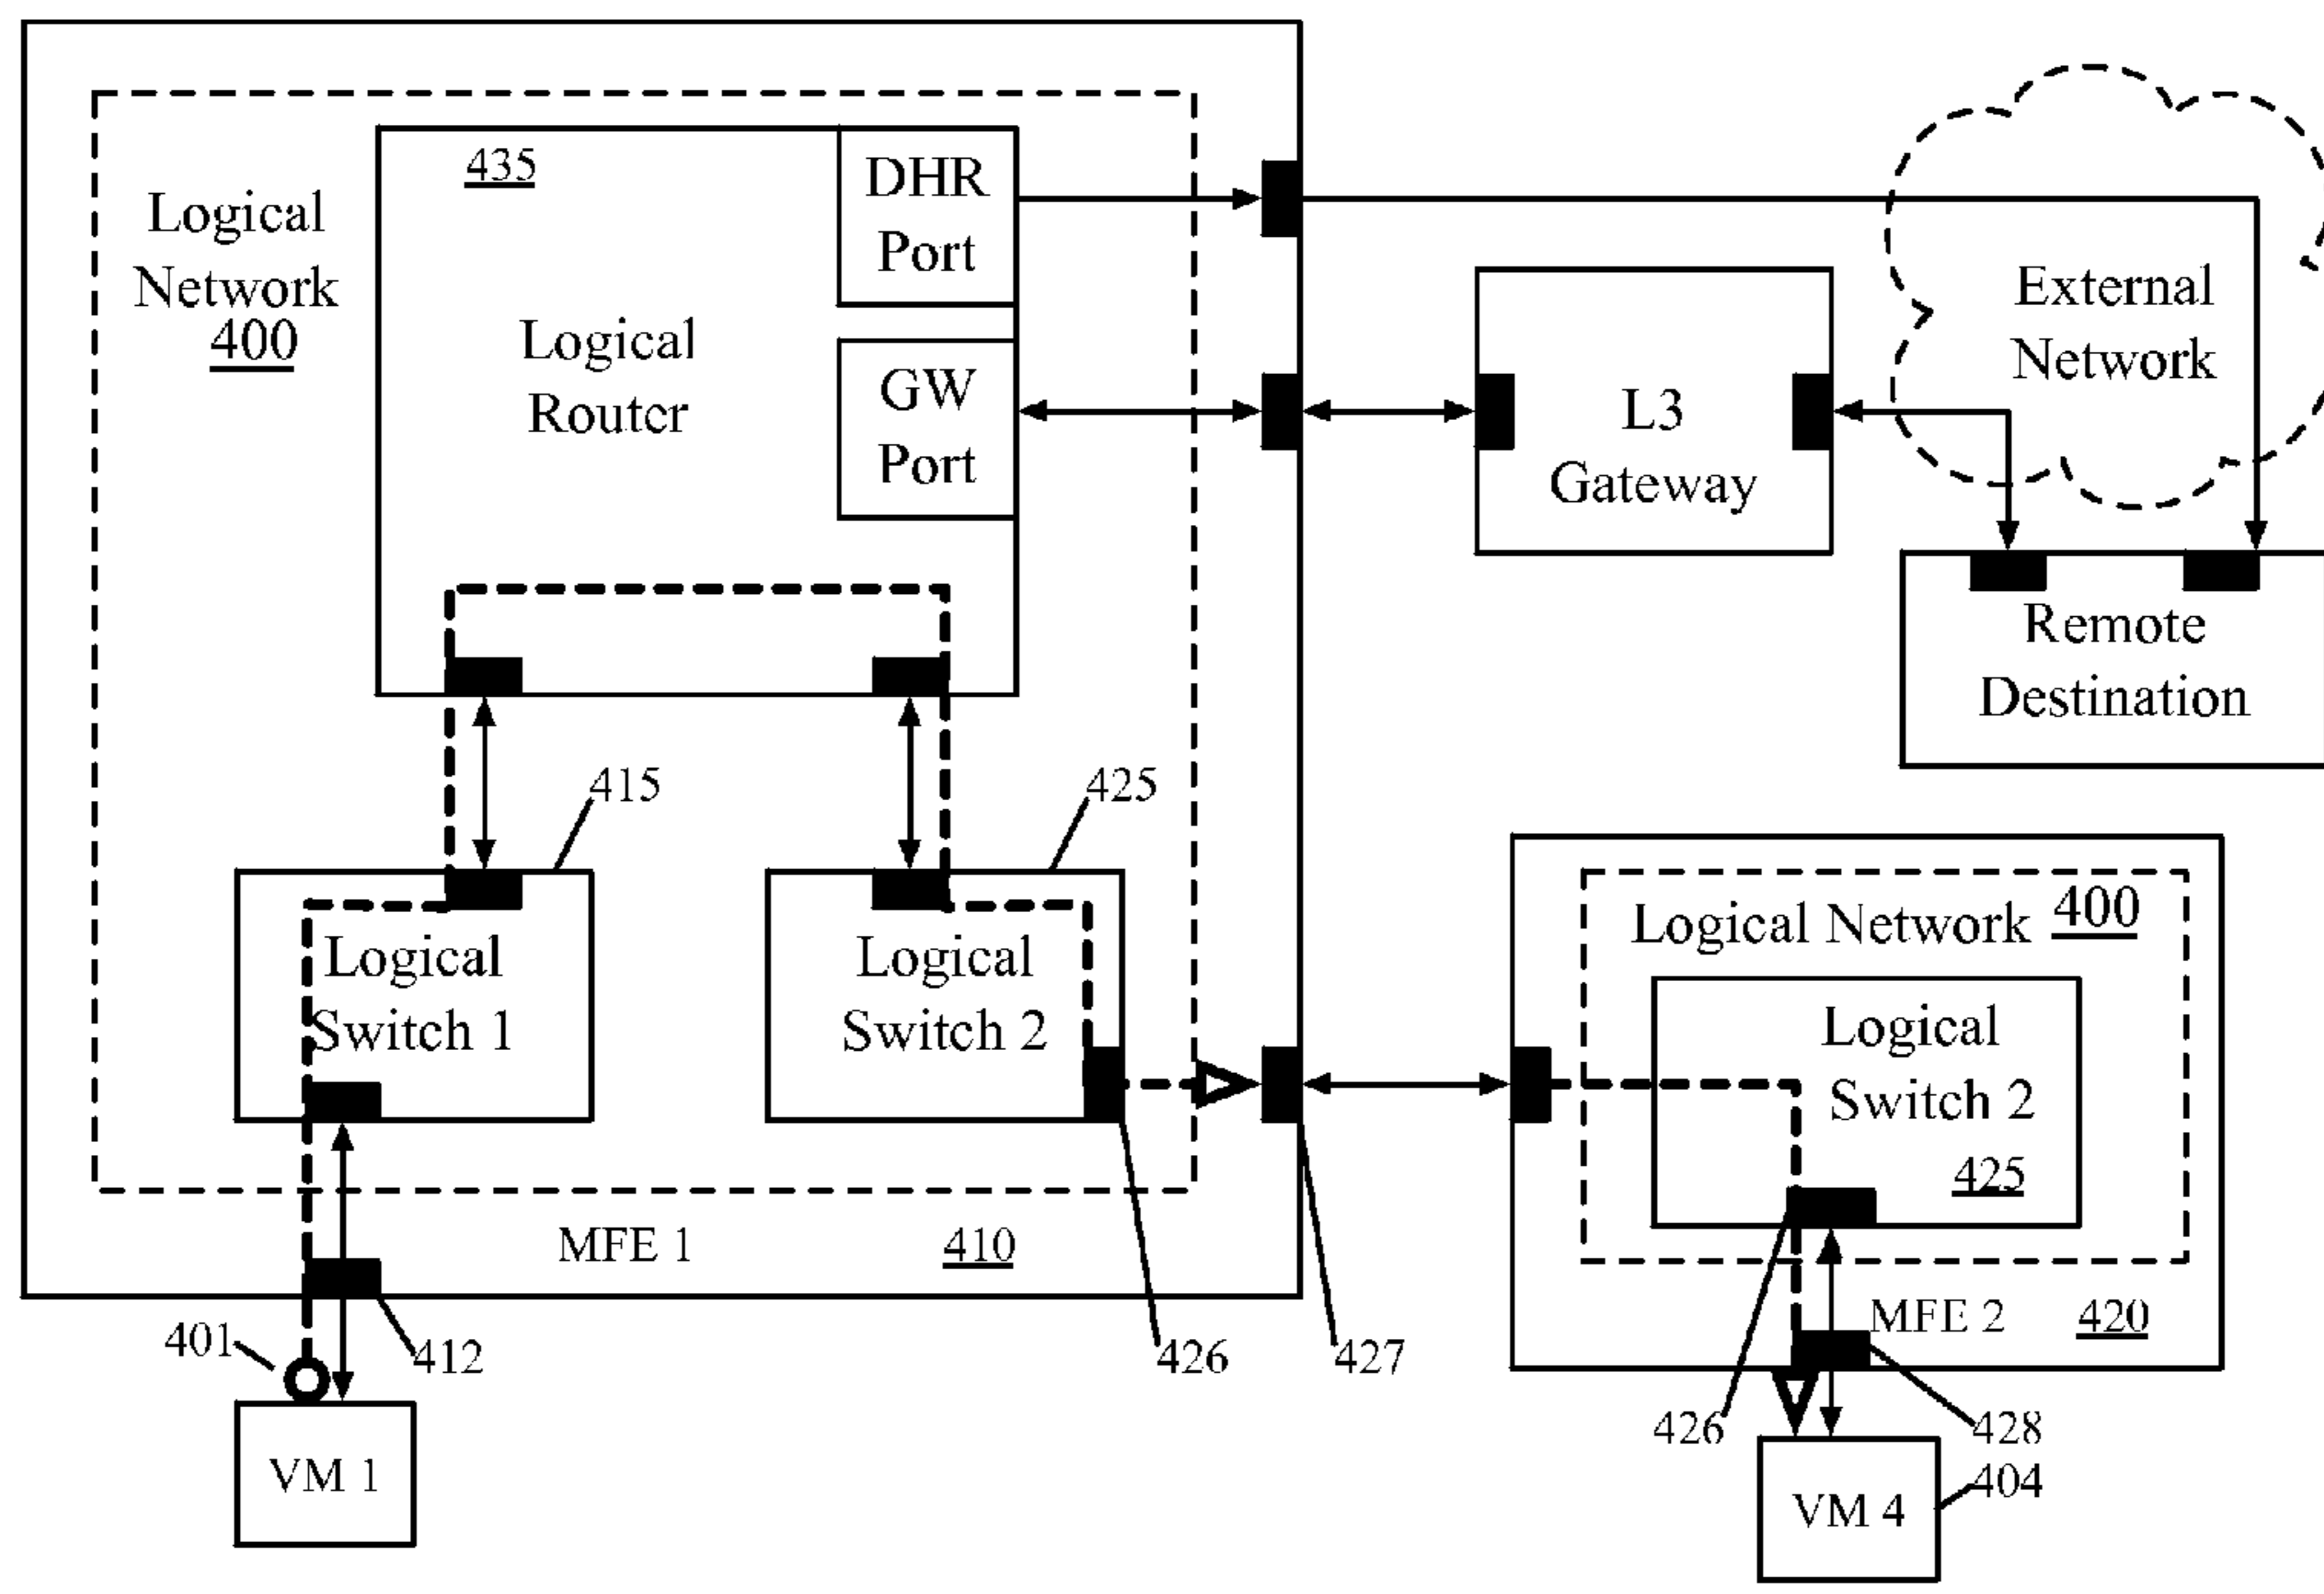 435
DHR
Port
Logical
Network
400
Logical
Router
GW
Port
External
Network
L3
Gateway
Remote
Destination
415
425
Logical
Switch 1
Logical
Switch 2
Logical Network 400
Logical
Switch 2
425
MFE 1
410
MFE 2
420
401
412
426
427
426
428
VM 1
VM 4
404